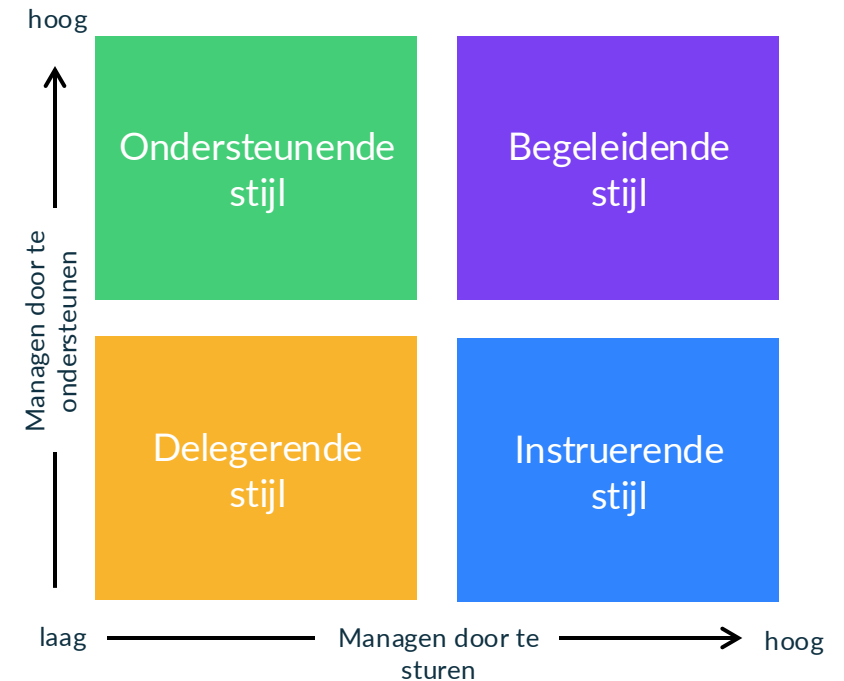 hoog
Ondersteunende
stijl
Begeleidende
stijl
Managen door te
ondersteunen
Delegerende
stijl
Instruerende
stijl
laag
Managen door te
sturen
hoog